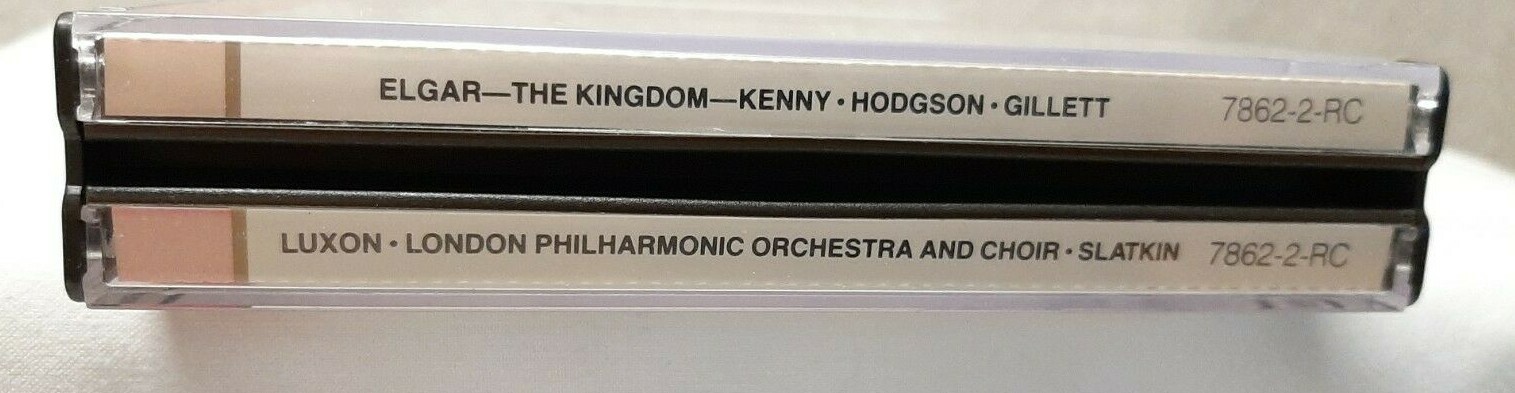 ELGAR—THE KINGDOM—KENNY • HODGSON • GILLETT 7862-2-RC
LUXON • LONDON PHILHARMONIC ORCHESTRA AND CHOIR • SLATKIN 7862-2-RC